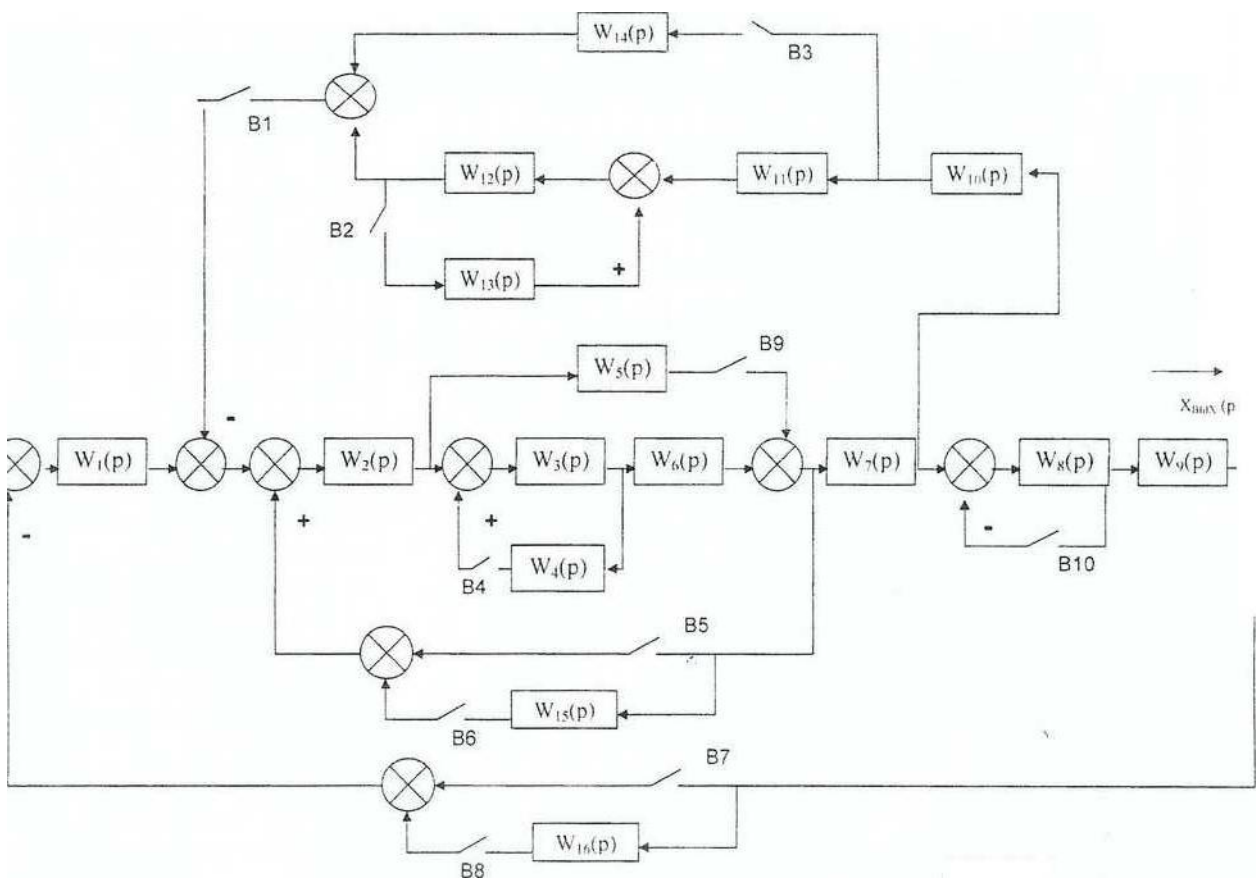 W14(p)
B3
B1
W12(p)
W11(p)
W10(p)
B2
W13(p)
+
W5(p)
B9
Xmax (p
-
W1(p)
W2(p)
W3(p)
W6(p)
W7(p)
W8(p)
W9(p)
-
+
+
-
B4
W4(p)
B10
B5
B6
W15(p)
B7
B8
W16(p)